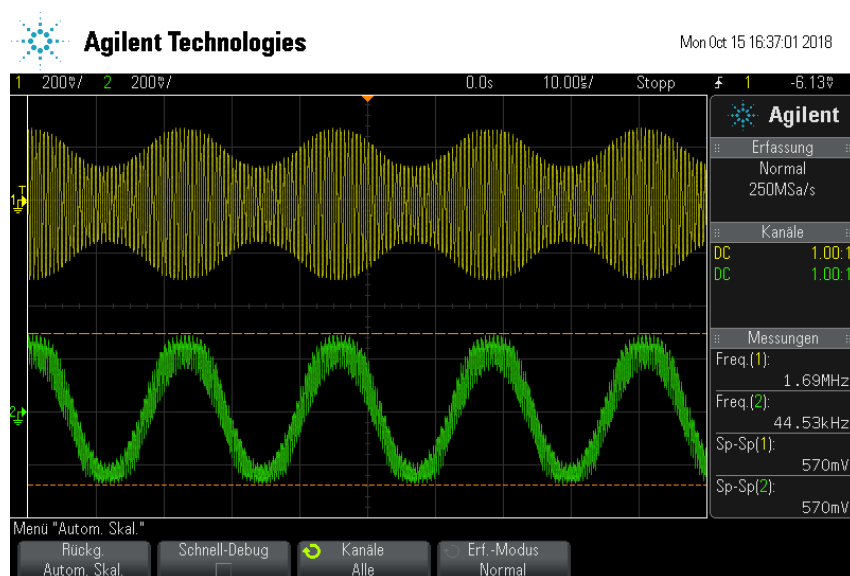 Agilent Technologies
Mon Oct 15 16:37:01 2018
1 200mV/ 2 200mV/ 0.0s 10.00µs/ Stopp 1 -6.13mV
Agilent
Erfassung
Normal
250MSa/s
Kanäle
DC 1.00:1
DC 1.00:1
Messungen
Freq.(1):
1.69MHz
Freq.(2):
44.53kHz
Sp-Sp(1):
570mV
Sp-Sp(2):
570mV
T
1
2
Menü "Autom. Skal."
Rückg. Schnell-Debug Kanäle Erf.-Modus
Autom. Skal. Alle Normal